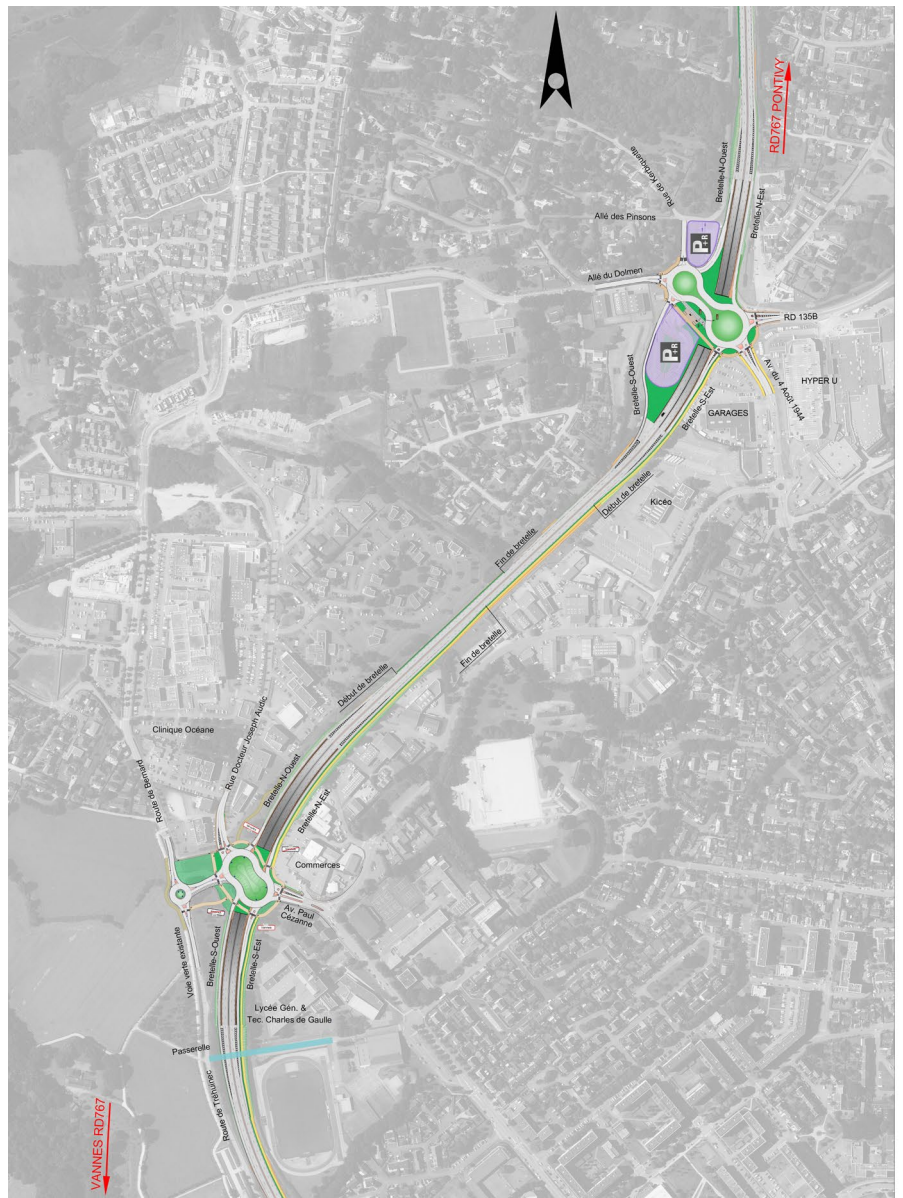 RD767 PONTIVY
Bretelle-N-Ouest
Rue de Kerbiquette
Bretelle-N-Est
Allé des Pinsons
P+R
Allé du Dolmen
RD 135B
P+R
Bretelle-S-Ouest
Av. du 4 Août 1944
HYPER U
Bretelle-S-Est
GARAGES
Début de bretelle
Kicéo
Fin de bretelle
Fin de bretelle
Début de bretelle
Clinique Océane
Rue Docteur Joseph Audic
Bretelle-N-Ouest
Route de Bernard
Bretelle-N-Est
Commerces
Av. Paul
Cézanne
Voie verte existante
Bretelle-S-Ouest
Bretelle-S-Est
Lycée Gén. &
Tec. Charles de Gaulle
Passerelle
Route de Tréhuinec
VANNES RD767